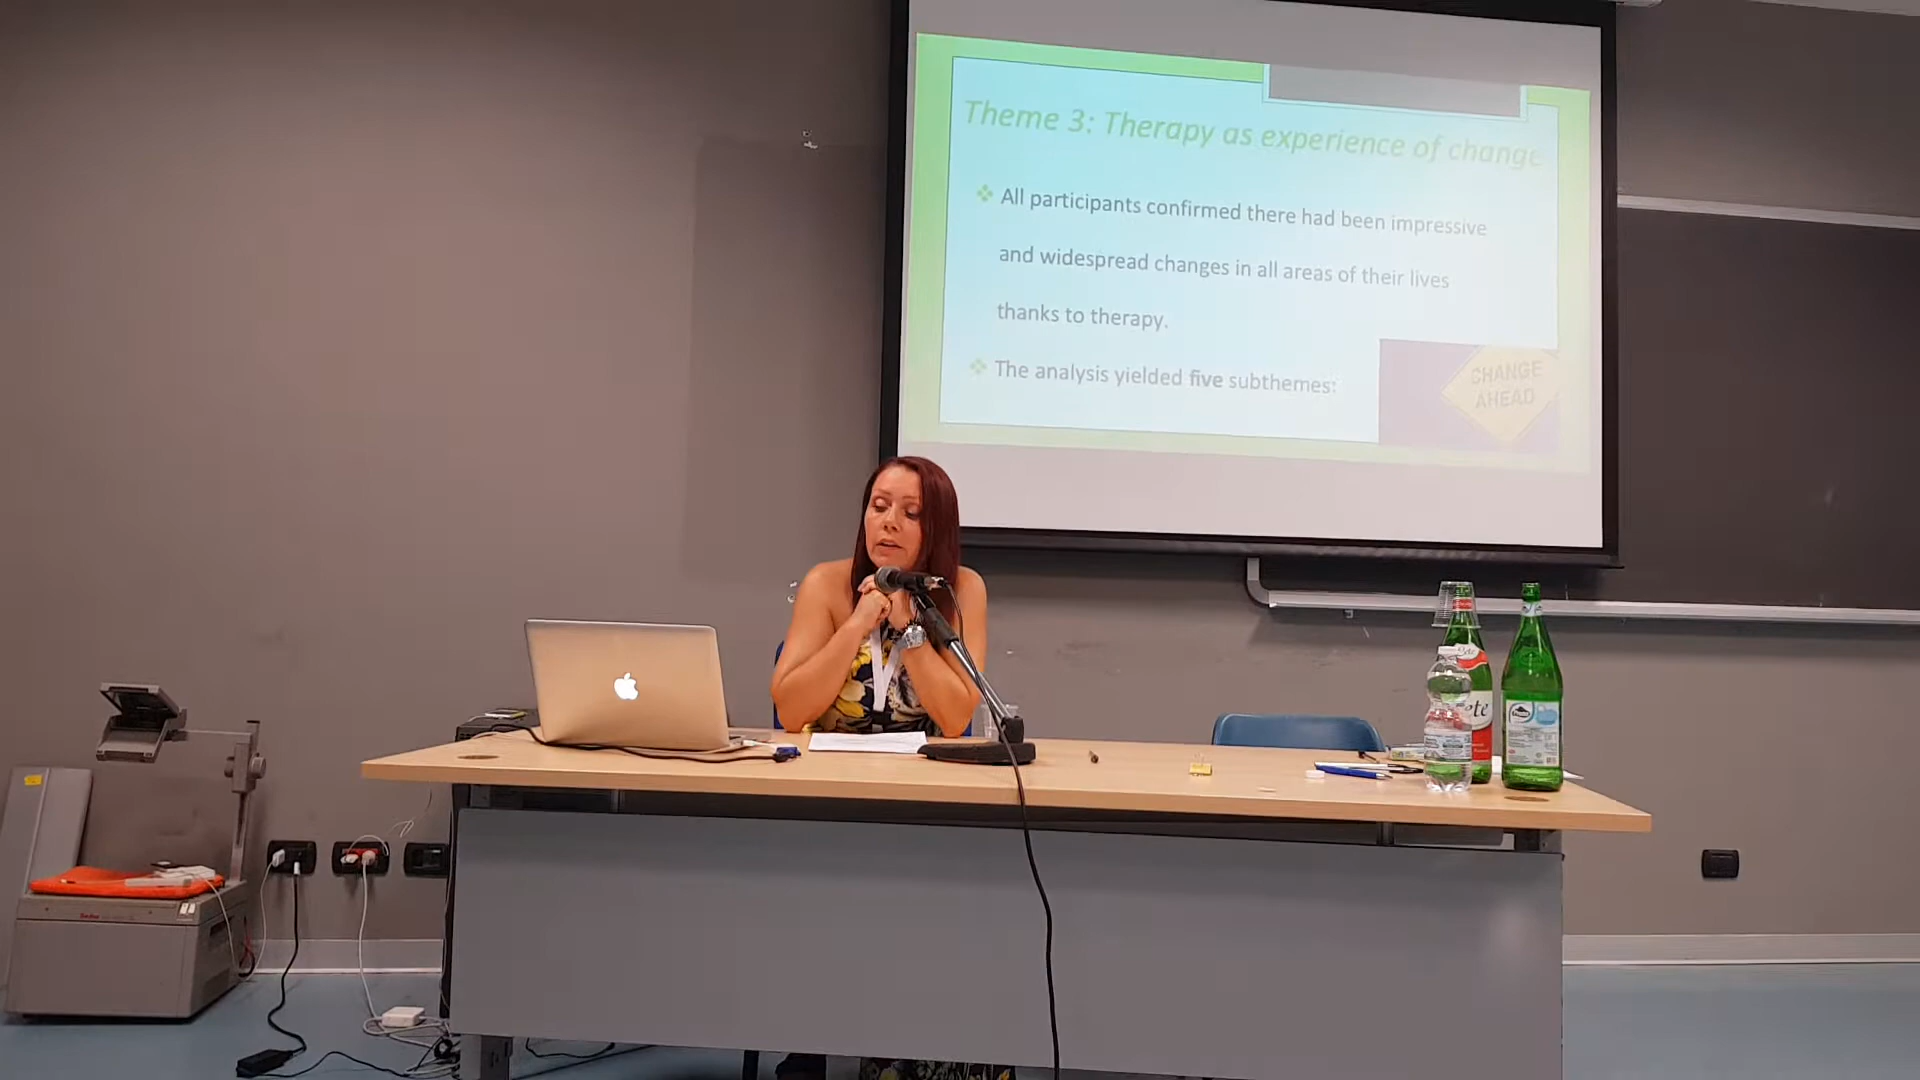 Theme 3: Therapy as experience of change
❖ All participants confirmed there had been impressive
and widespread changes in all areas of their lives
thanks to therapy.
❖ The analysis yielded five subthemes:
CHANGE
AHEAD